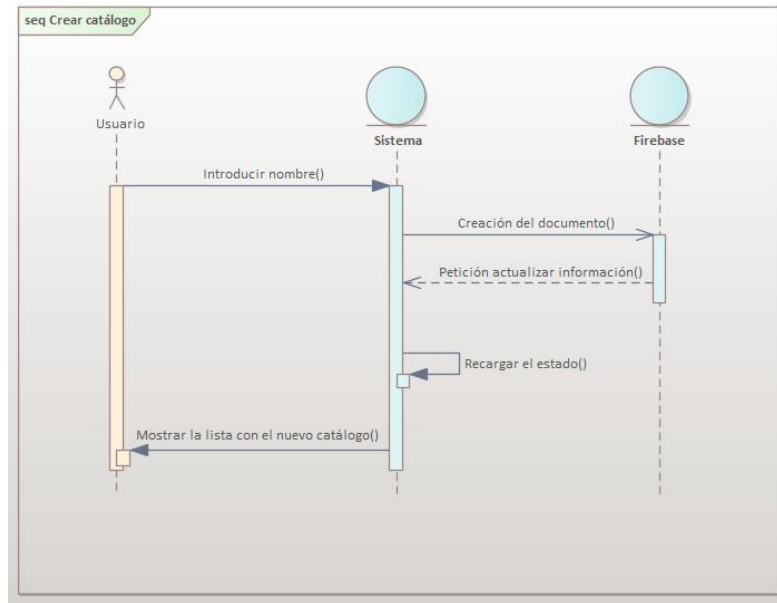 seq Crear catálogo
Usuario
Sistema
Firebase
Introducir nombre()
Creación del documento()
Petición actualizar información()
Recargar el estado()
Mostrar la lista con el nuevo catálogo()